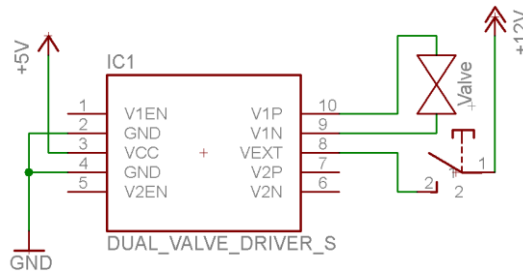 +5V
+12V
IC1
1 V1EN V1P 10
2 GND V1N 9
3 VCC VEXT 8
4 GND V2P 7
5 V2EN V2N 6
Valve
1
2
2
GND
DUAL_VALVE_DRIVER_S